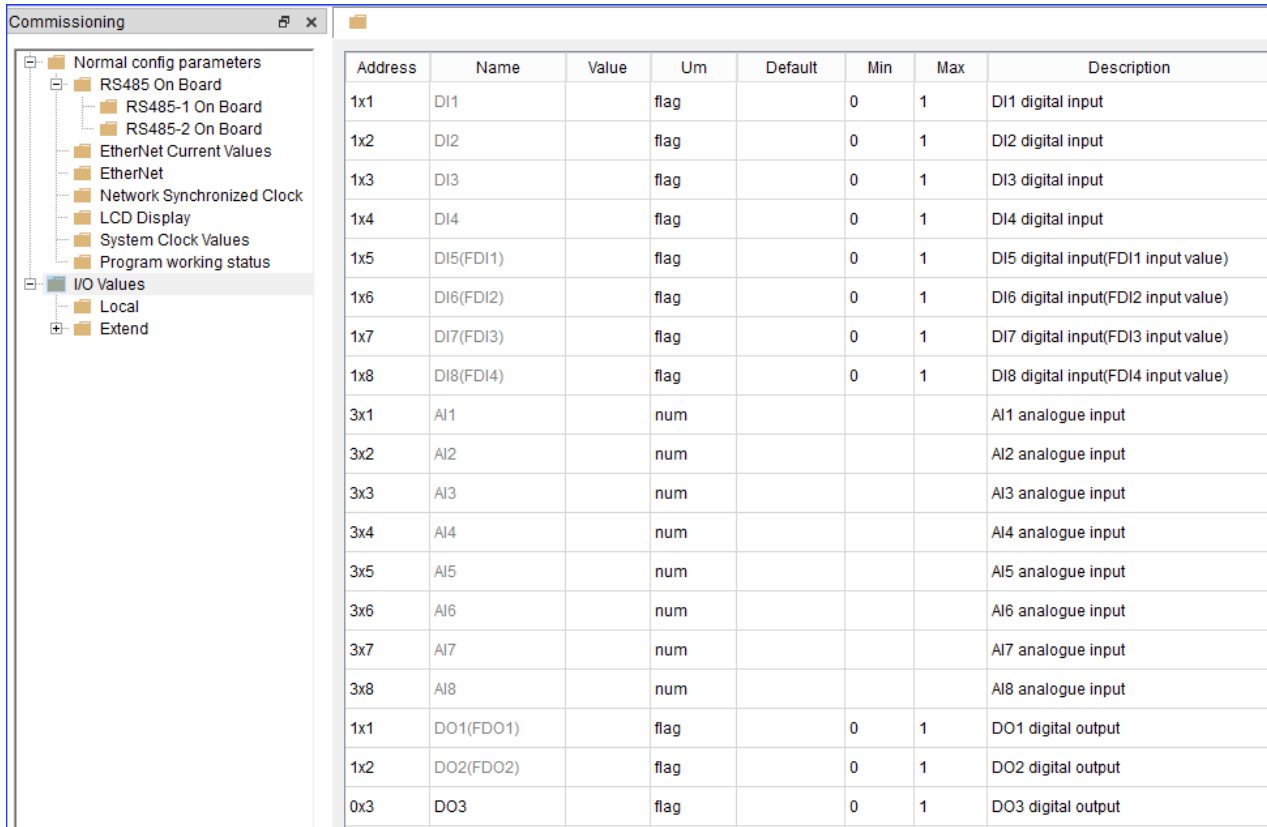 Commissioning
Normal config parameters
RS485 On Board
RS485-1 On Board
RS485-2 On Board
EtherNet Current Values
EtherNet
Network Synchronized Clock
LCD Display
System Clock Values
Program working status
I/O Values
Local
Extend
Address Name Value Um Default Min Max Description
1x1 DI1 flag 0 1 DI1 digital input
1x2 DI2 flag 0 1 DI2 digital input
1x3 DI3 flag 0 1 DI3 digital input
1x4 DI4 flag 0 1 DI4 digital input
1x5 DI5(FDI1) flag 0 1 DI5 digital input(FDI1 input value)
1x6 DI6(FDI2) flag 0 1 DI6 digital input(FDI2 input value)
1x7 DI7(FDI3) flag 0 1 DI7 digital input(FDI3 input value)
1x8 DI8(FDI4) flag 0 1 DI8 digital input(FDI4 input value)
3x1 AI1 num AI1 analogue input
3x2 AI2 num AI2 analogue input
3x3 AI3 num AI3 analogue input
3x4 AI4 num AI4 analogue input
3x5 AI5 num AI5 analogue input
3x6 AI6 num AI6 analogue input
3x7 AI7 num AI7 analogue input
3x8 AI8 num AI8 analogue input
1x1 DO1(FDO1) flag 0 1 DO1 digital output
1x2 DO2(FDO2) flag 0 1 DO2 digital output
0x3 DO3 flag 0 1 DO3 digital output